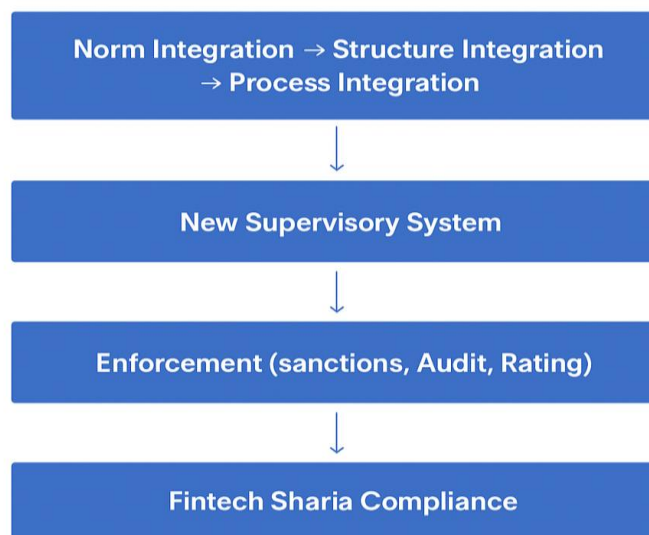 Norm Integration → Structure Integration
→ Process Integration
New Supervisory System
Enforcement (sanctions, Audit, Rating)
Fintech Sharia Compliance